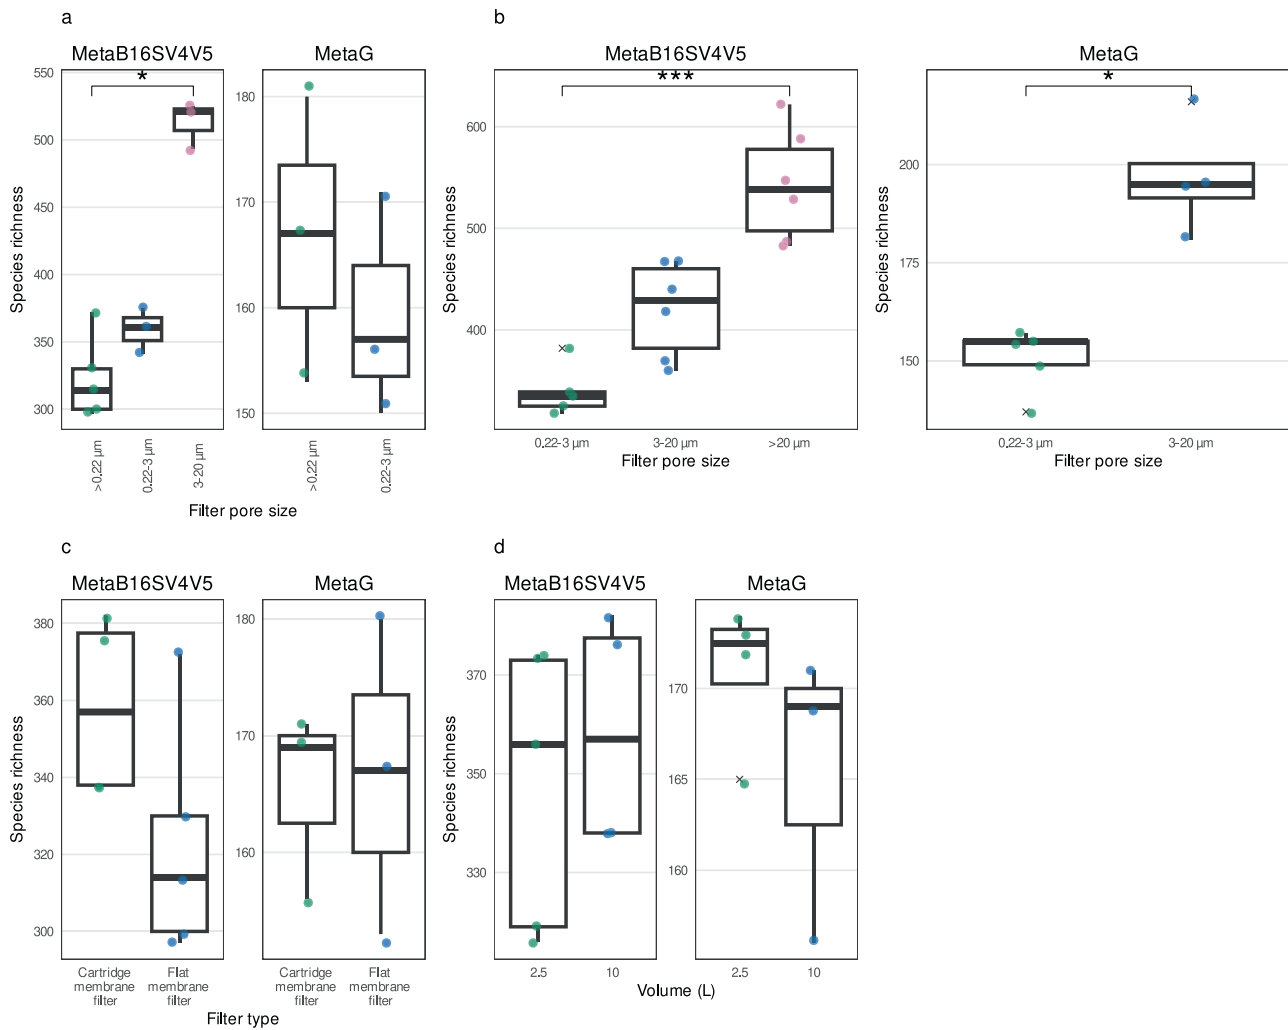 a
MetaB16SV4V5
MetaG
Species richness
550
500
450
400
350
300
*
180
170
160
150
>0.22 µm
0.22-3 µm
3-20 µm
>0.22 µm
0.22-3 µm
Filter pore size
b
MetaB16SV4V5
MetaG
Species richness
600
500
400
***
0.22-3 µm
3-20 µm
>20 µm
Filter pore size
Species richness
200
175
150
*
0.22-3 µm
3-20 µm
Filter pore size
c
MetaB16SV4V5
MetaG
Species richness
380
360
340
320
300
180
170
160
Cartridge membrane filter
Flat membrane filter
Cartridge membrane filter
Flat membrane filter
Filter type
d
MetaB16SV4V5
MetaG
Species richness
370
350
330
170
165
160
2.5
10
2.5
10
Volume (L)